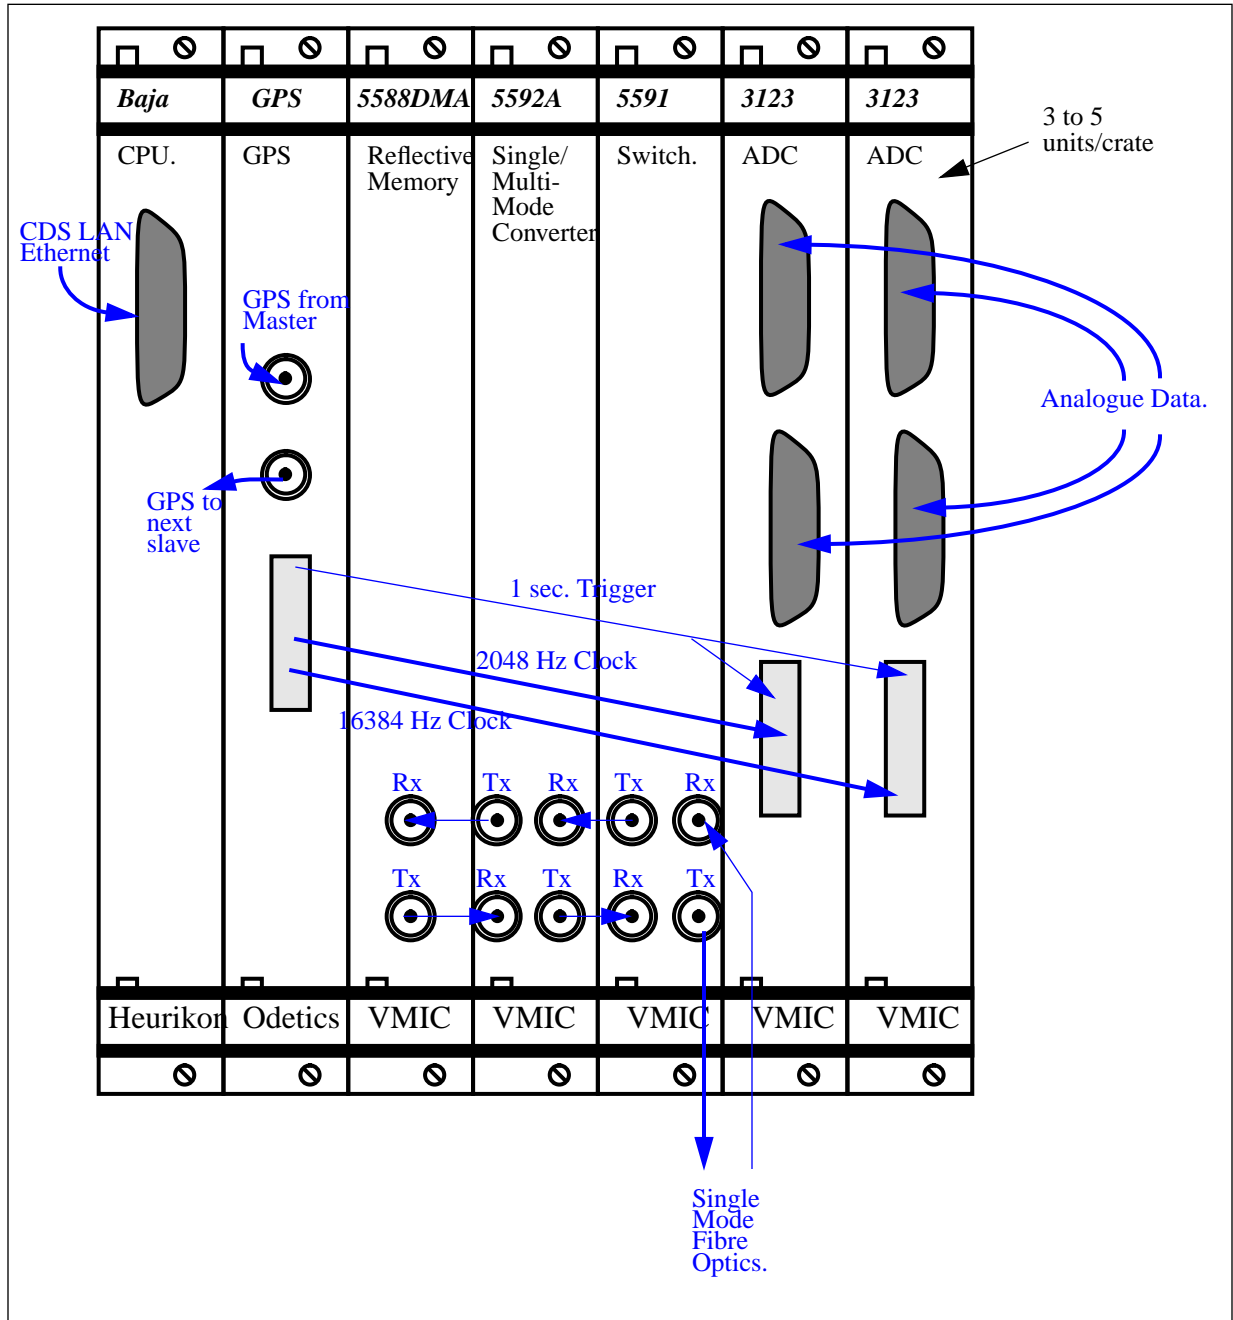 Baja GPS 5588DMA 5592A 5591 3123 3123
3 to 5
units/crate
CPU.
GPS
Reflective
Memory
Single/
Multi-
Mode
Converter
Switch.
ADC
ADC
CDS LAN
Ethernet
GPS from
Master
Analogue Data.
GPS to
next
slave
1 sec. Trigger
2048 Hz Clock
16384 Hz Clock
Rx Tx Rx Tx Rx
Tx Rx Tx Rx Tx
Heurikon Odetics VMIC VMIC VMIC VMIC VMIC
Single
Mode
Fibre
Optics.